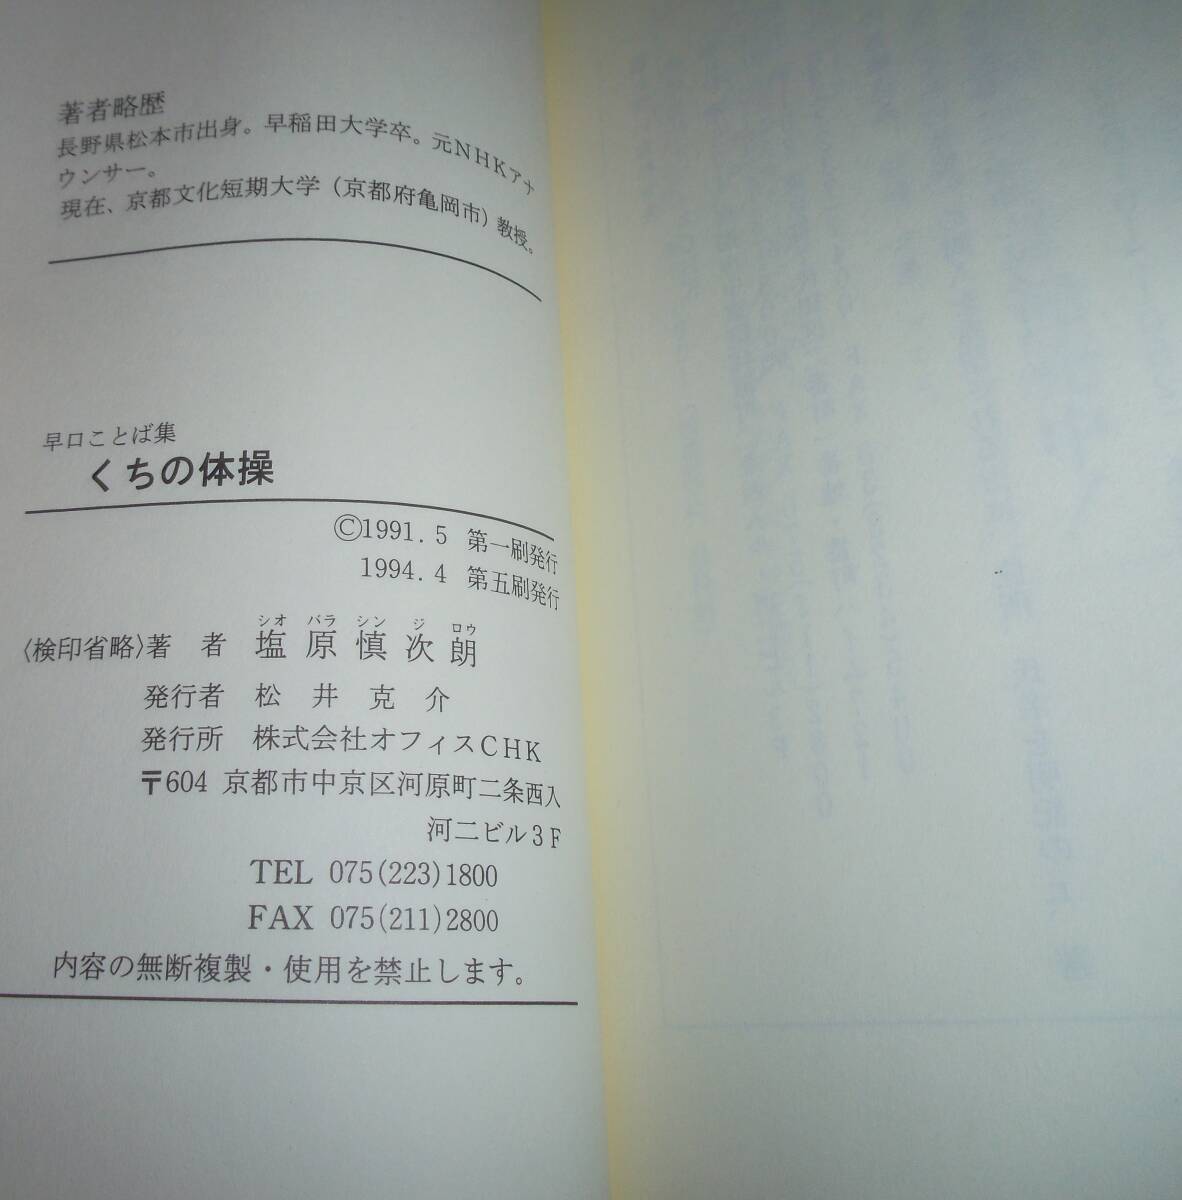 著者略歴
長野県松本市出身。早稲田大学卒。元NHKアナ
ウンサー。
現在、京都文化短期大学（京都府亀岡市）教授。
早口ことば集
くちの体操
©1991.5 第一刷発行
1994.4 第五刷発行
シオ バラ シン ジ ロウ
〈検印省略〉著者 塩原慎次朗
発行者 松井克介
発行所 株式会社オフィスCHK
〒604 京都市中京区河原町二条西入
河二ビル3F
TEL 075(223)1800
FAX 075(211)2800
内容の無断複製・使用を禁止します。